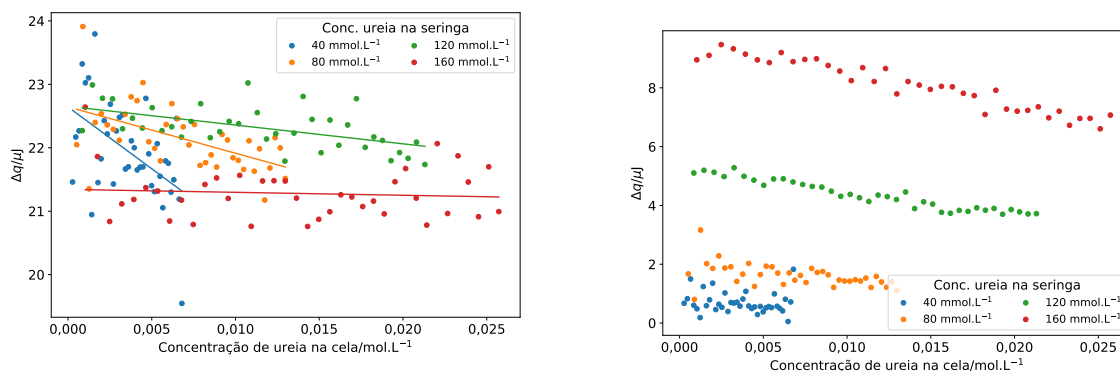 24
23
22
21
20
Δq/μJ
0,000 0,005 0,010 0,015 0,020 0,025
Concentração de ureia na cela/mol.L⁻¹
Conc. ureia na seringa
40 mmol.L⁻¹ 120 mmol.L⁻¹
80 mmol.L⁻¹ 160 mmol.L⁻¹
8
6
4
2
0
Δq/μJ
0,000 0,005 0,010 0,015 0,020 0,025
Concentração de ureia na cela/mol.L⁻¹
Conc. ureia na seringa
40 mmol.L⁻¹ 120 mmol.L⁻¹
80 mmol.L⁻¹ 160 mmol.L⁻¹